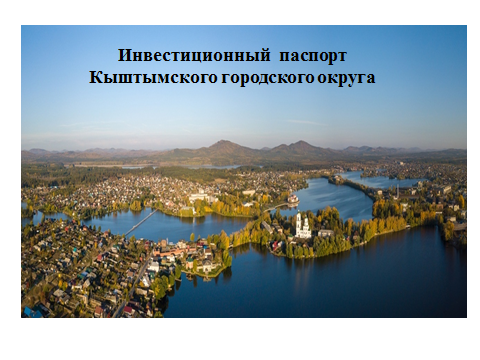 Инвестиционный паспорт
Кыштымского городского округа